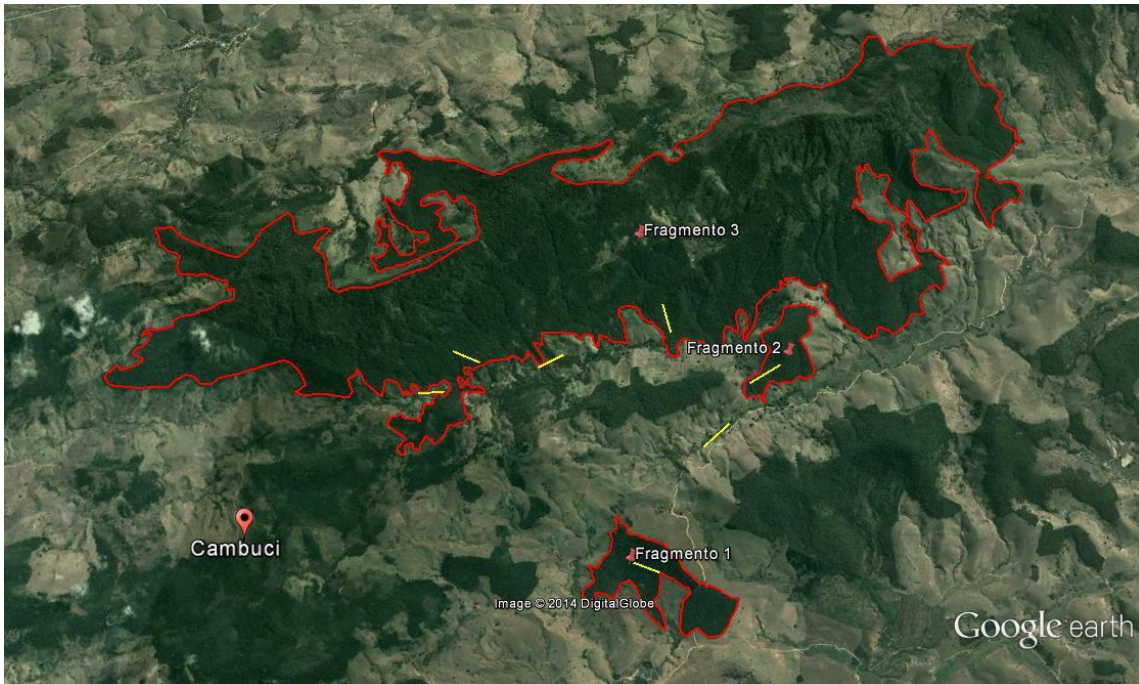 Fragmento 3
Fragmento 2
Cambuci
Fragmento 1
Image © 2014 DigitalGlobe
Google earth